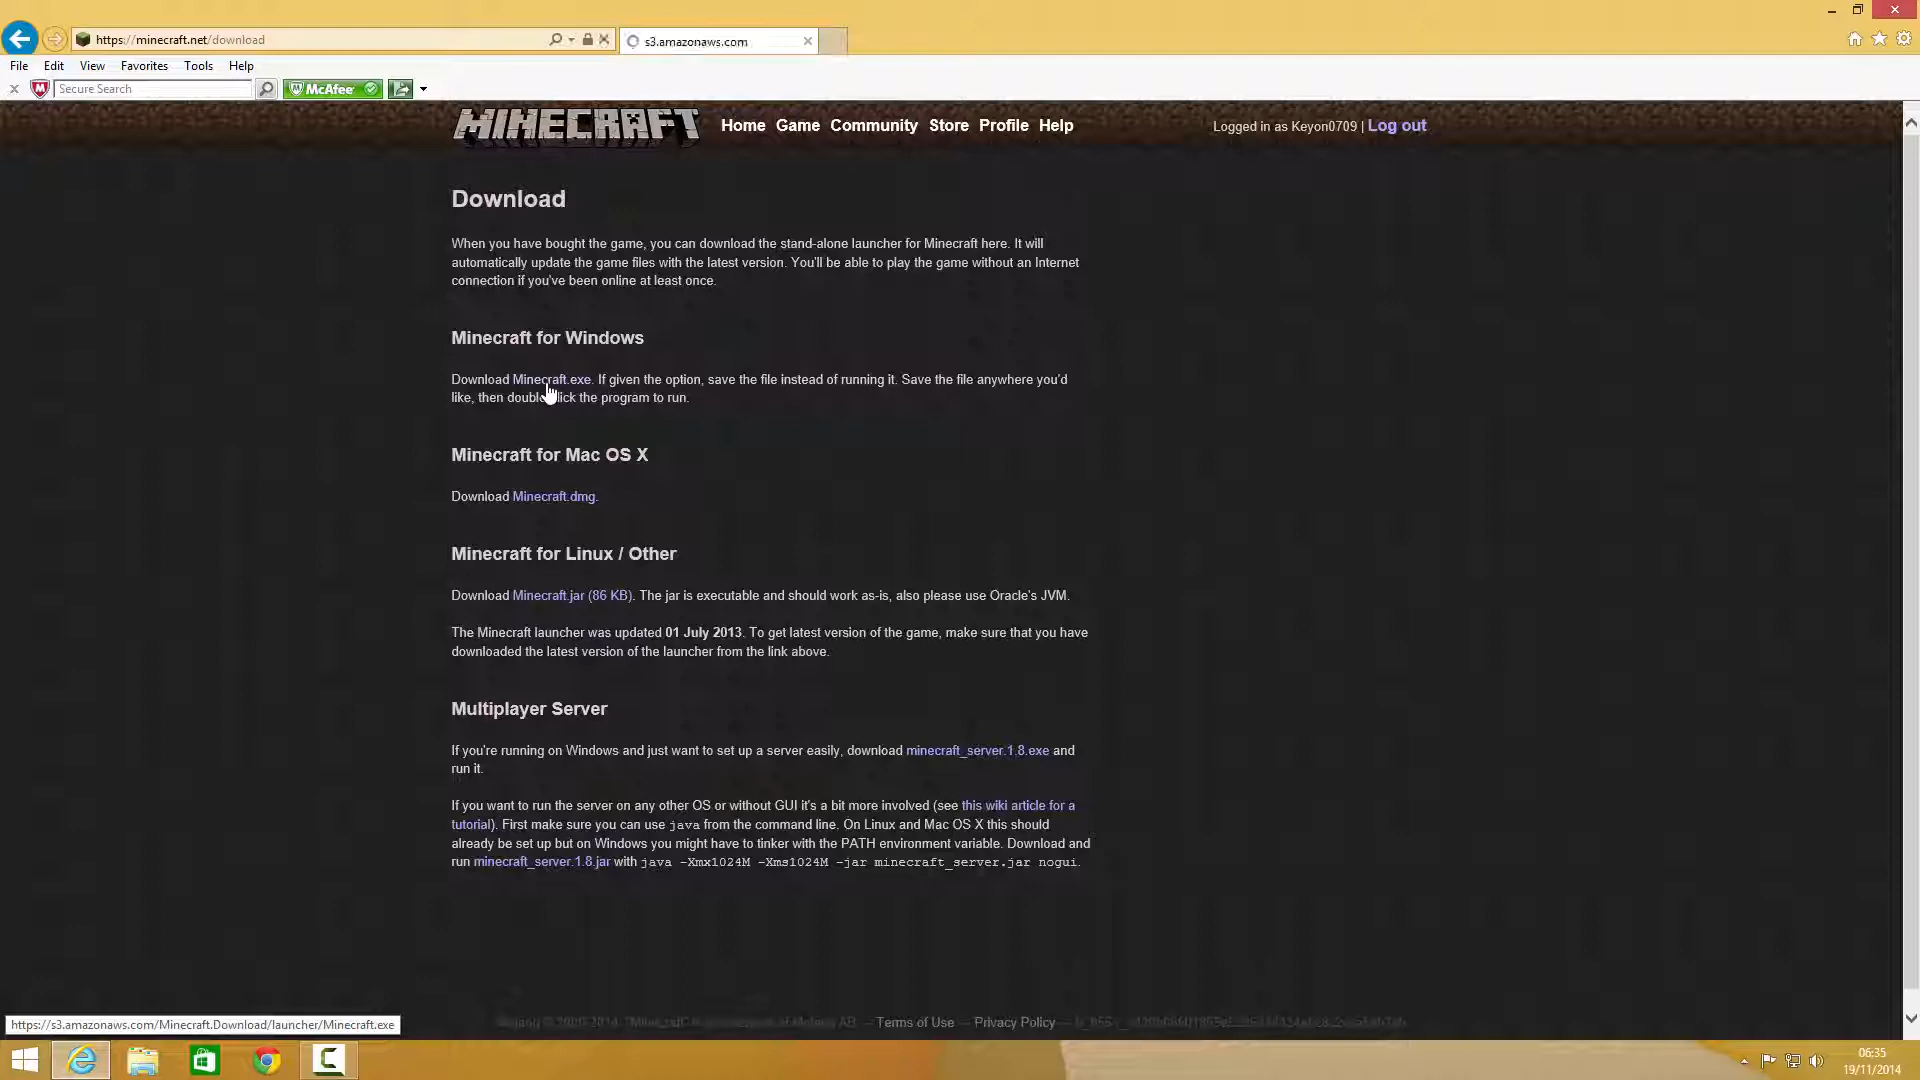 https://minecraft.net/download
s3.amazonaws.com
File Edit View Favorites Tools Help
Secure Search
McAfee
MINECRAFT
Home Game Community Store Profile Help
Logged in as Keyon0709 | Log out
Download
When you have bought the game, you can download the stand-alone launcher for Minecraft here. It will
automatically update the game files with the latest version. You'll be able to play the game without an Internet
connection if you've been online at least once.
Minecraft for Windows
Download Minecraft.exe. If given the option, save the file instead of running it. Save the file anywhere you'd
like, then double-click the program to run.
Minecraft for Mac OS X
Download Minecraft.dmg.
Minecraft for Linux / Other
Download Minecraft.jar (86 KB). The jar is executable and should work as-is, also please use Oracle's JVM.
The Minecraft launcher was updated 01 July 2013. To get latest version of the game, make sure that you have
downloaded the latest version of the launcher from the link above.
Multiplayer Server
If you're running on Windows and just want to set up a server easily, download minecraft_server.1.8.exe and
run it.
If you want to run the server on any other OS or without GUI it's a bit more involved (see this wiki article for a
tutorial). First make sure you can use java from the command line. On Linux and Mac OS X this should
already be set up but on Windows you might have to tinker with the PATH environment variable. Download and
run minecraft_server.1.8.jar with java -Xmx1024M -Xms1024M -jar minecraft_server.jar nogui.
Terms of Use — Privacy Policy —
https://s3.amazonaws.com/Minecraft.Download/launcher/Minecraft.exe
06:35
19/11/2014